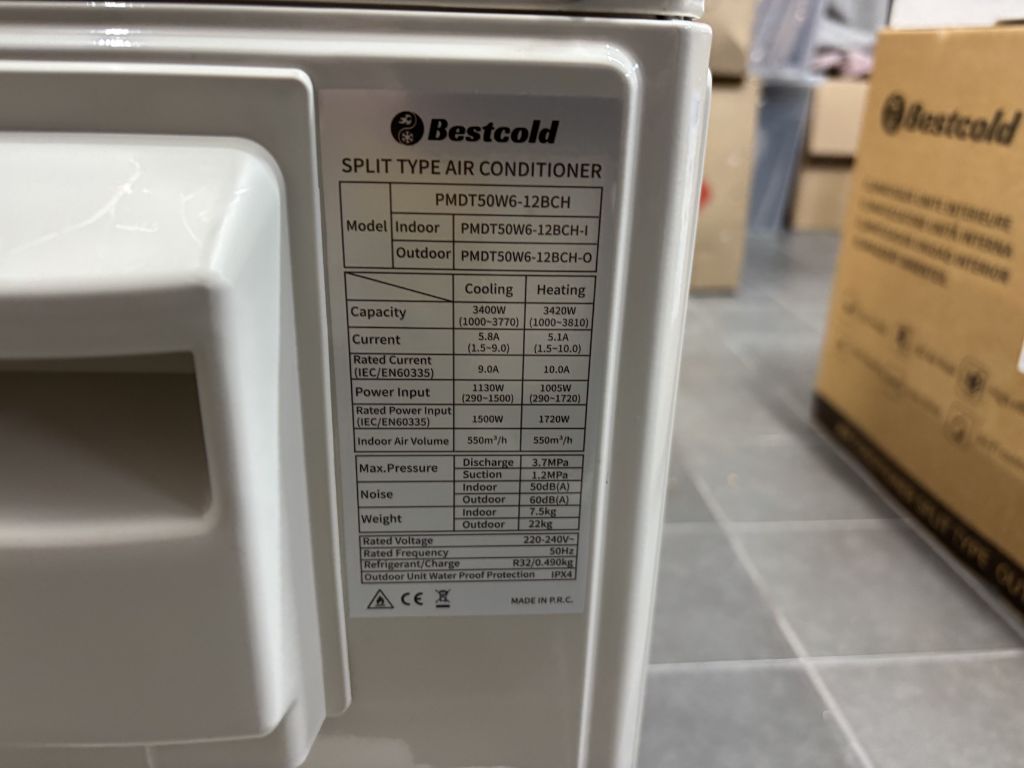 Bestcold
SPLIT TYPE AIR CONDITIONER
Model PMDT50W6-12BCH
Indoor PMDT50W6-12BCH-I
Outdoor PMDT50W6-12BCH-O
Cooling Heating
Capacity 3400W (1000~3770) 3420W (1000~3810)
Current 5.8A (1.5~9.0) 5.1A (1.5~10.0)
Rated Current (IEC/EN60335) 9.0A 10.0A
Power Input 1130W (290~1500) 1005W (290~1720)
Rated Power Input (IEC/EN60335) 1500W 1720W
Indoor Air Volume 550m³/h 550m³/h
Max.Pressure Discharge 3.7MPa
Suction 1.2MPa
Noise Indoor 50dB(A)
Outdoor 60dB(A)
Weight Indoor 7.5kg
Outdoor 22kg
Rated Voltage 220-240V~
Rated Frequency 50Hz
Refrigerant/Charge R32/0.490kg
Outdoor Unit Water Proof Protection IPX4
CE
MADE IN P.R.C.
Bestcold
SPLIT TYPE